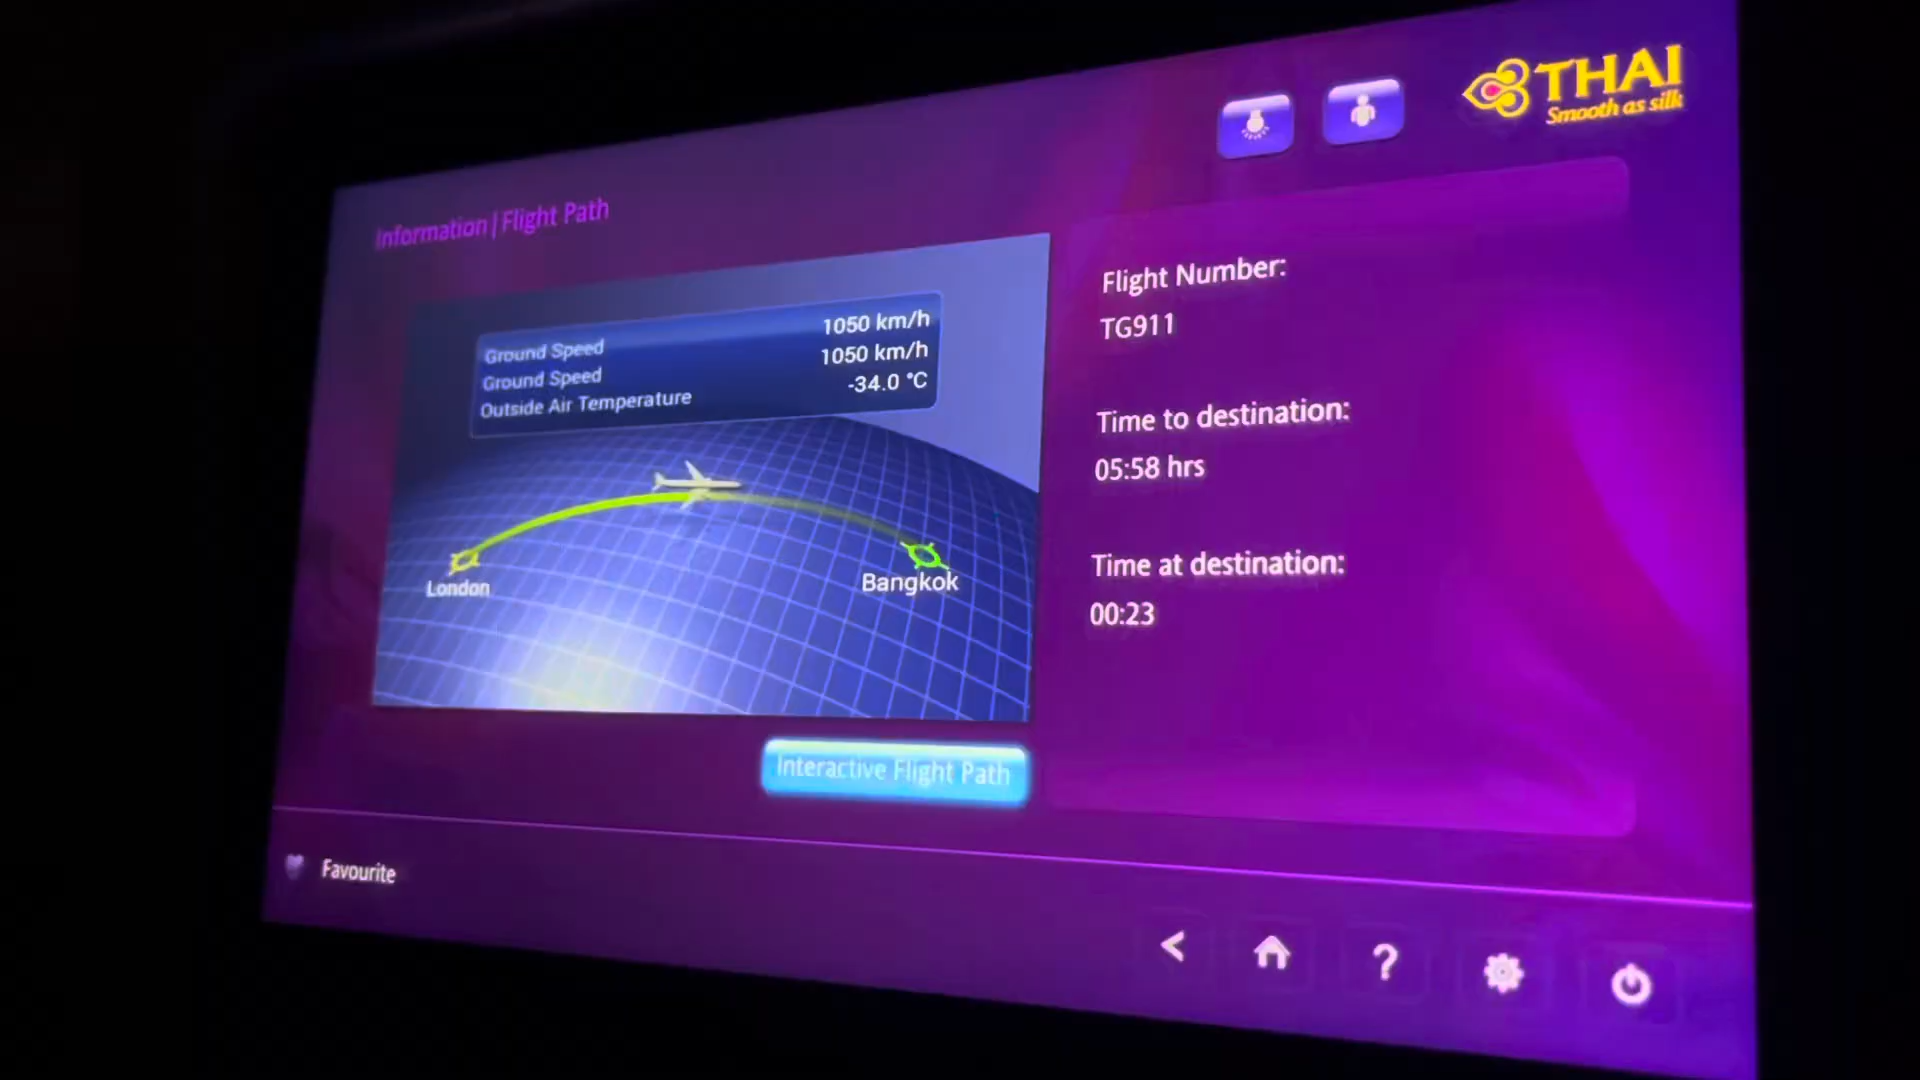 THAI
Smooth as silk
Information | Flight Path
Ground Speed 1050 km/h
Ground Speed 1050 km/h
Outside Air Temperature -34.0 °C
London
Bangkok
Interactive Flight Path
Flight Number:
TG911
Time to destination:
05:58 hrs
Time at destination:
00:23
Favourite